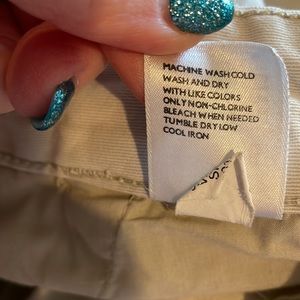 MACHINE WASH COLD
WASH AND DRY
WITH LIKE COLORS
ONLY NON-CHLORINE
BLEACH WHEN NEEDED
TUMBLE DRY LOW
COOL IRON